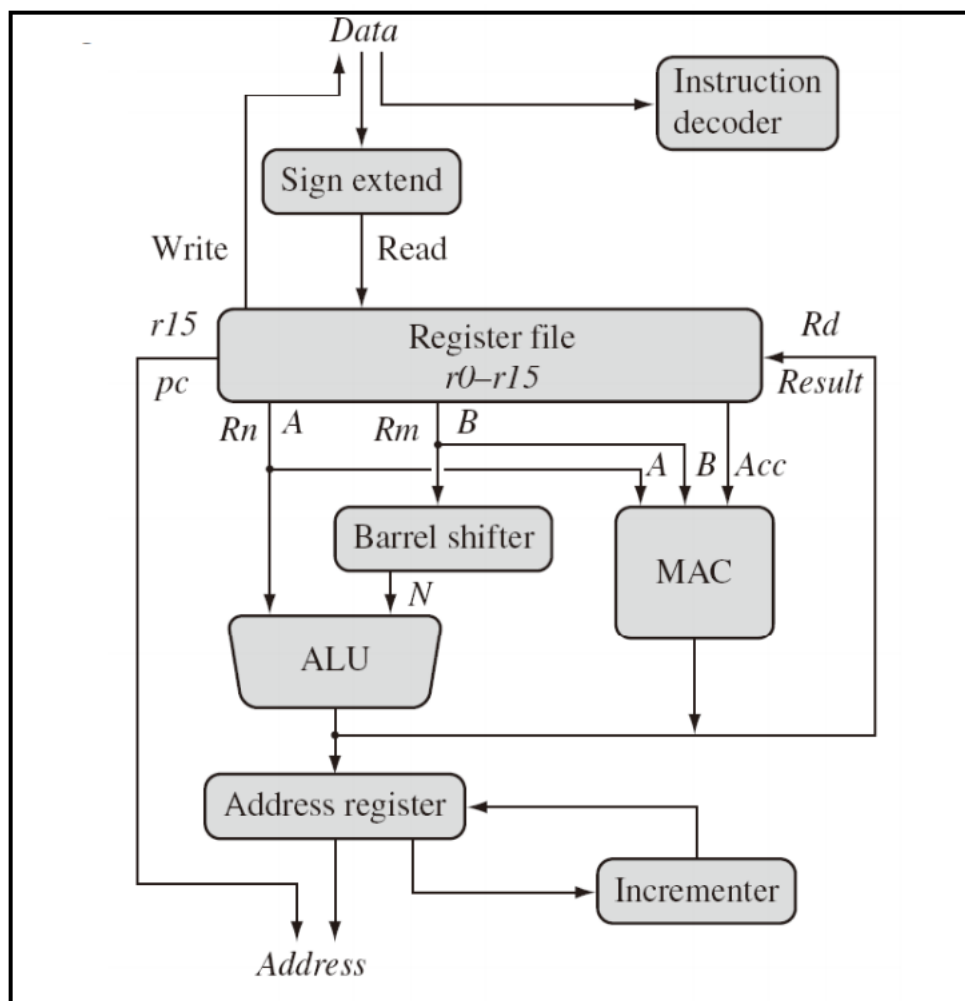 Data
Instruction
decoder
Sign extend
Write
Read
r15
pc
Register file
r0–r15
Rd
Result
Rn
A
Rm
B
A
B
Acc
Barrel shifter
MAC
N
ALU
Address register
Incrementer
Address